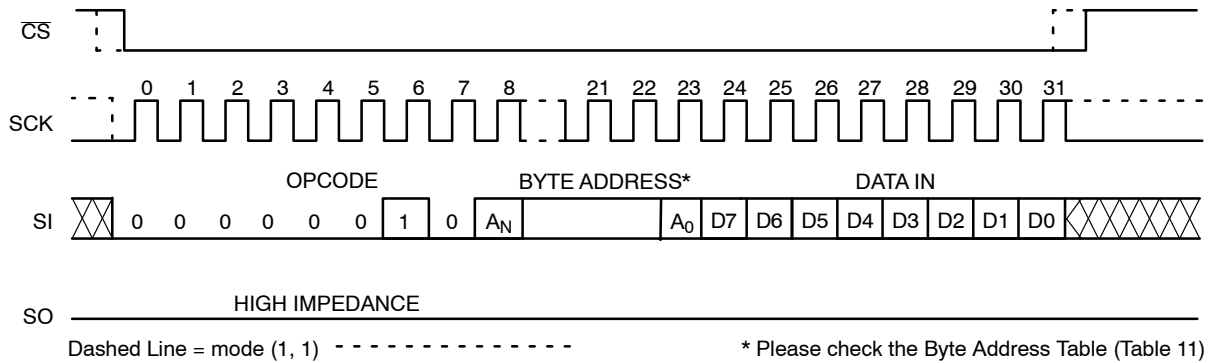 CS
0 1 2 3 4 5 6 7 8 21 22 23 24 25 26 27 28 29 30 31
SCK
OPCODE BYTE ADDRESS* DATA IN
SI 0 0 0 0 0 0 1 0 AN A0 D7 D6 D5 D4 D3 D2 D1 D0
HIGH IMPEDANCE
SO
Dashed Line = mode (1, 1) - - - - - - - - - - - - - - - - - * Please check the Byte Address Table (Table 11)